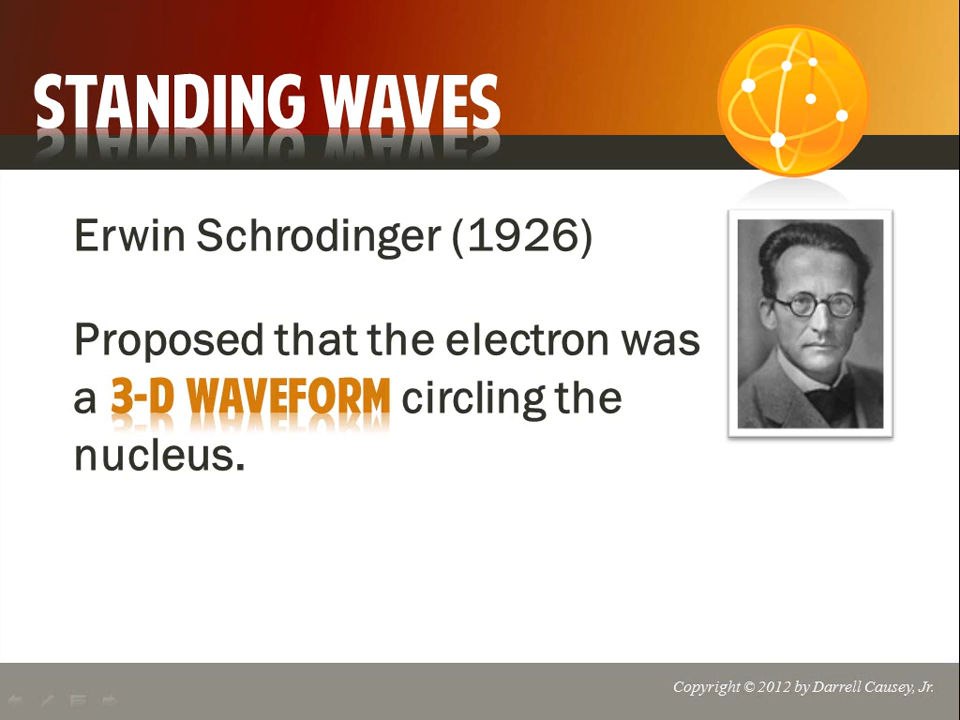 STANDING WAVES
Erwin Schrodinger (1926)
Proposed that the electron was
a 3-D WAVEFORM circling the
nucleus.
Copyright © 2012 by Darrell Causey, Jr.